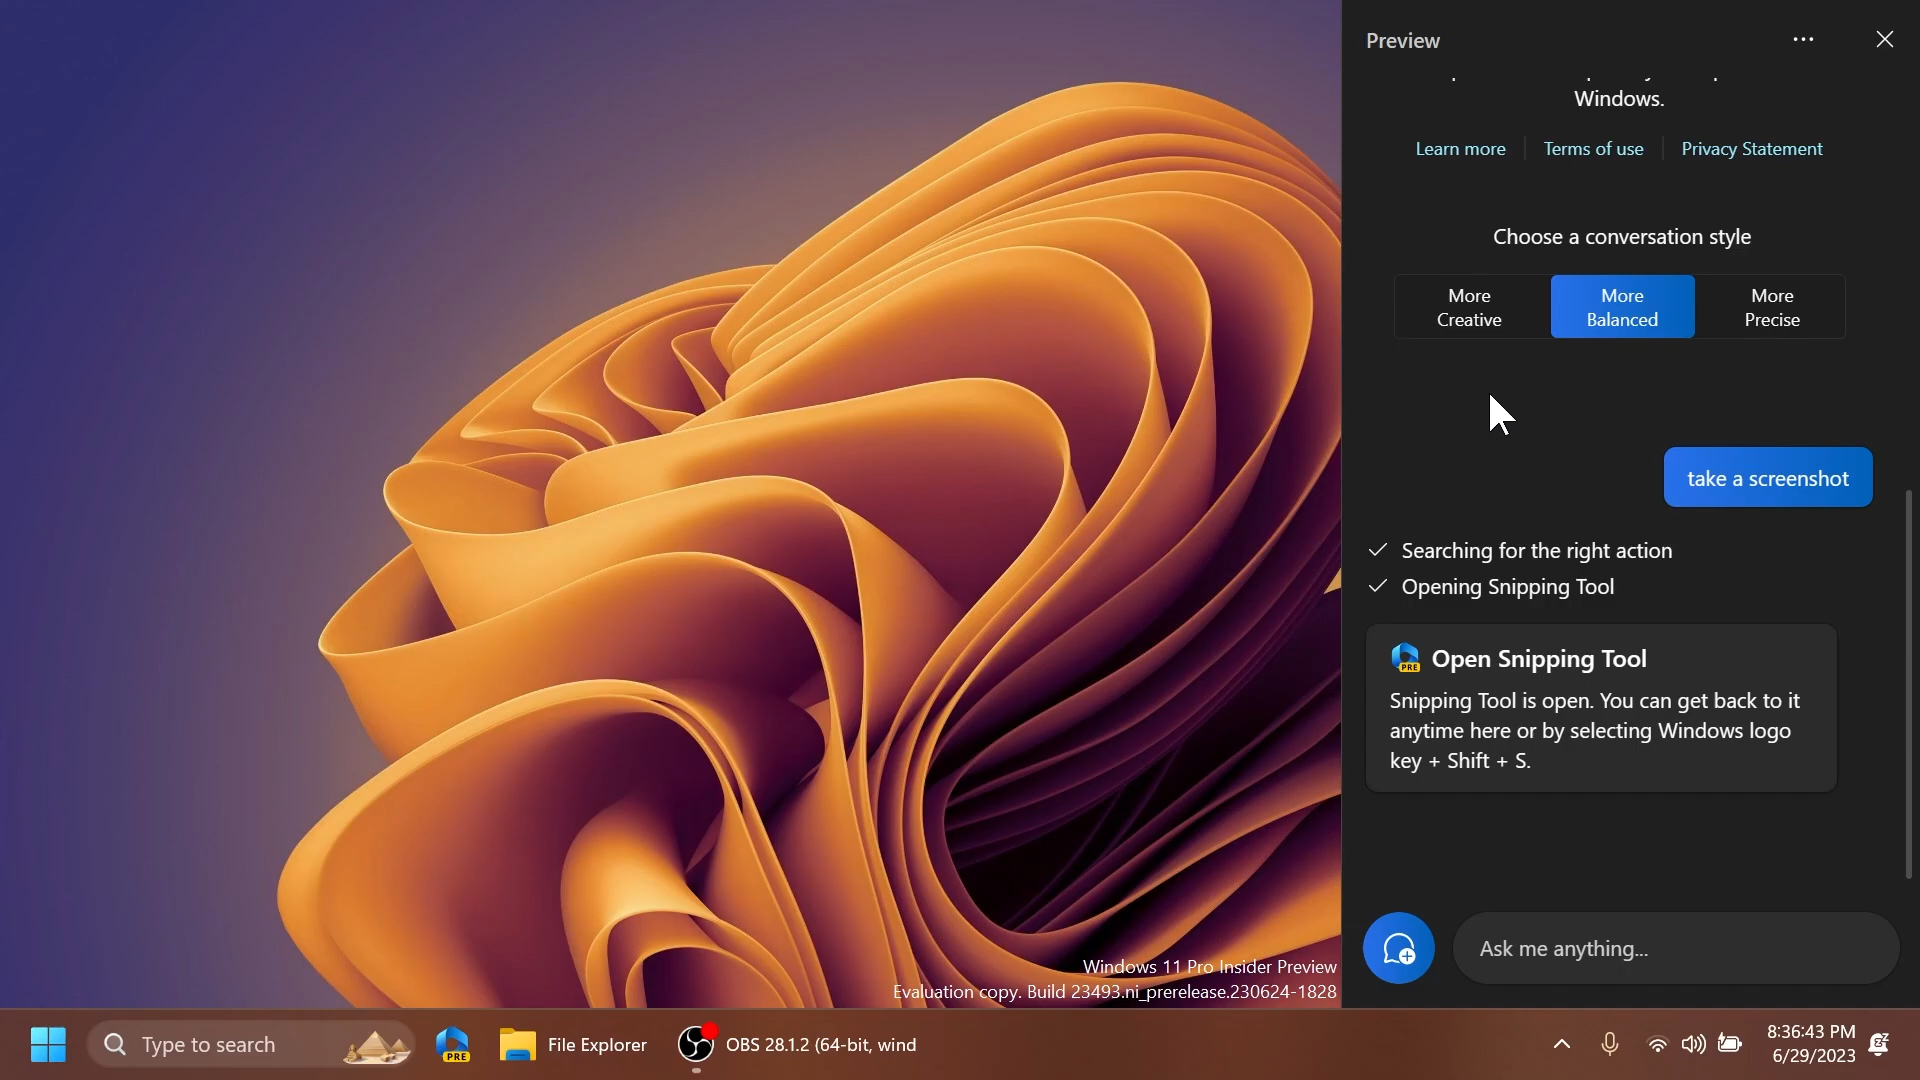 Preview
Windows.
Learn more
Terms of use
Privacy Statement
Choose a conversation style
More
Creative
More
Balanced
More
Precise
take a screenshot
Searching for the right action
Opening Snipping Tool
PRE
Open Snipping Tool
Snipping Tool is open. You can get back to it
anytime here or by selecting Windows logo
key + Shift + S.
Ask me anything...
Windows 11 Pro Insider Preview
Evaluation copy. Build 23493.ni_prerelease.230624-1828
Type to search
PRE
File Explorer
OBS 28.1.2 (64-bit, wind
8:36:43 PM
6/29/2023